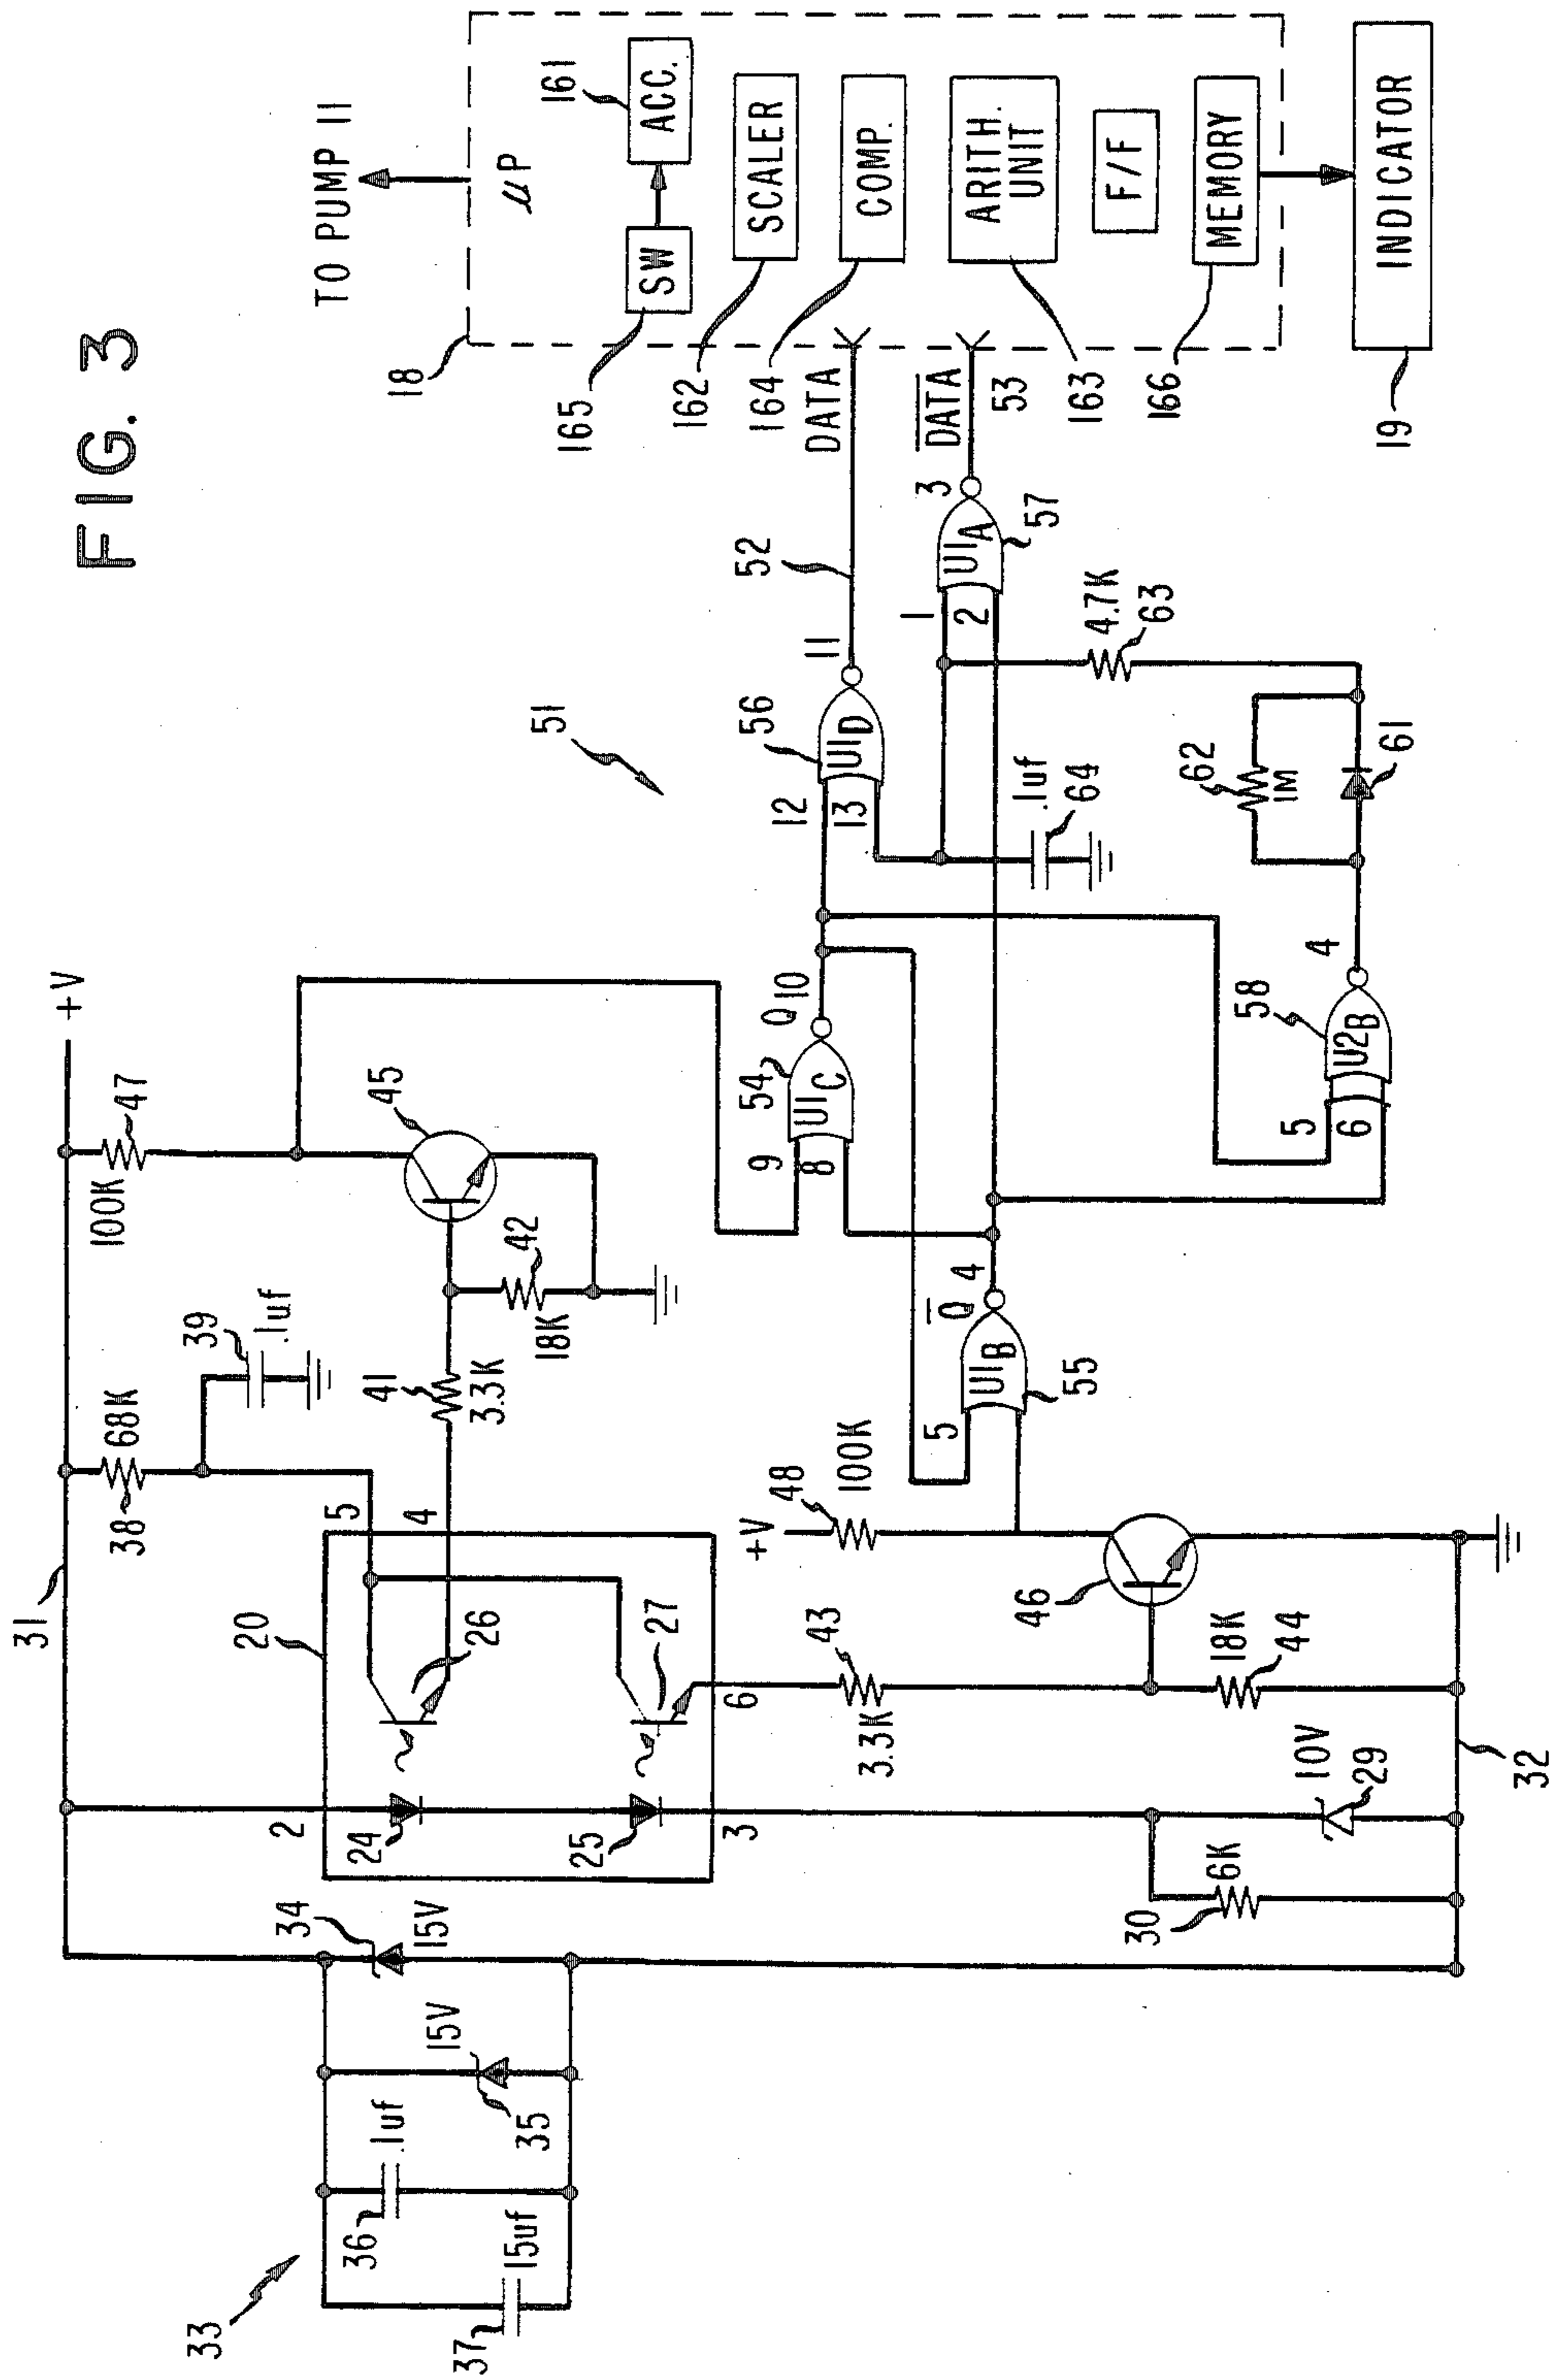 FIG. 3
TO PUMP 11
18
μP
161
ACC.
SW
165
SCALER
162
COMP.
164
ARITH.
UNIT
163
F/F
MEMORY
166
INDICATOR
19
DATA
DATA
53
52
51
11
56
U1D
12
13
3
U1A
57
1
2
4.7K
63
.1uf
64
62
1M
61
4
58
U2B
5
6
+V
47
100K
45
42
18K
39
.1uf
68K
38
41
3.3K
5
4
Q
10
54
U1C
9
8
Q
4
U1B
55
5
100K
48
+V
46
31
20
26
27
6
43
3.3K
18K
44
10V
29
32
2
24
25
3
6K
30
34
15V
15V
35
.1uf
36
15uf
37
33